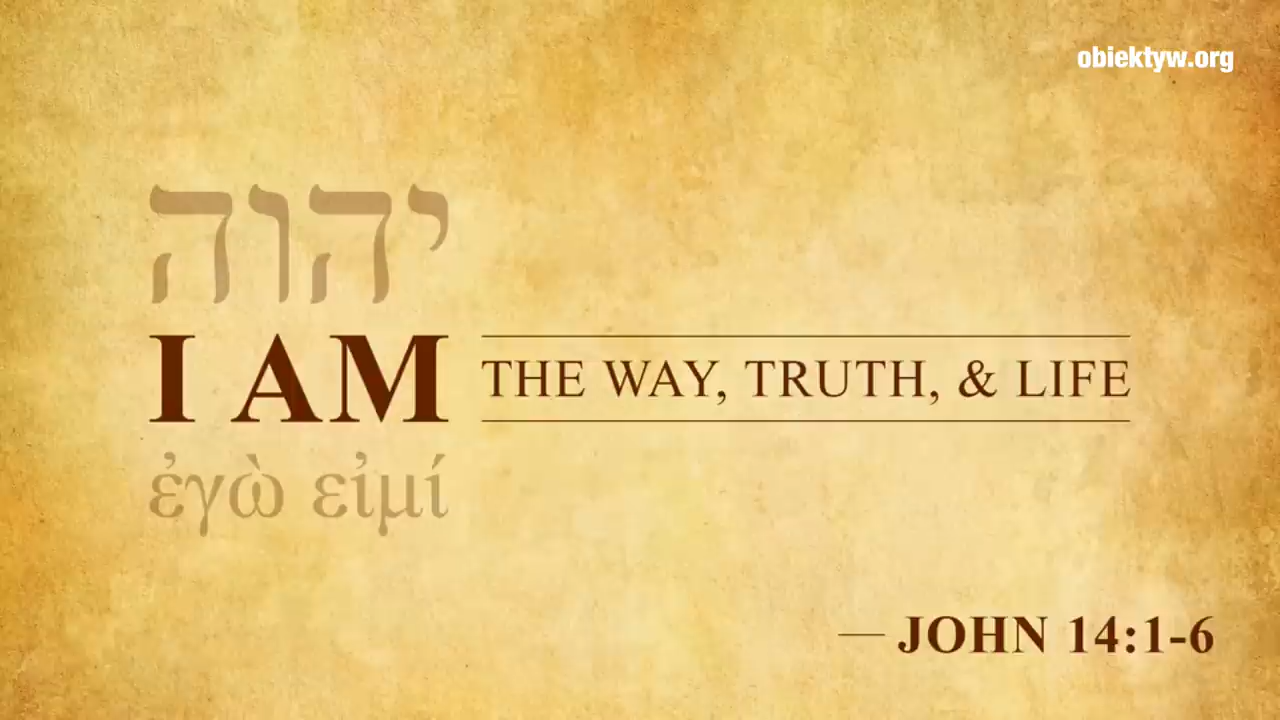 obiektyw.org
יהוה
I AM
THE WAY, TRUTH, & LIFE
ἐγὼ εἰμί
— JOHN 14:1-6